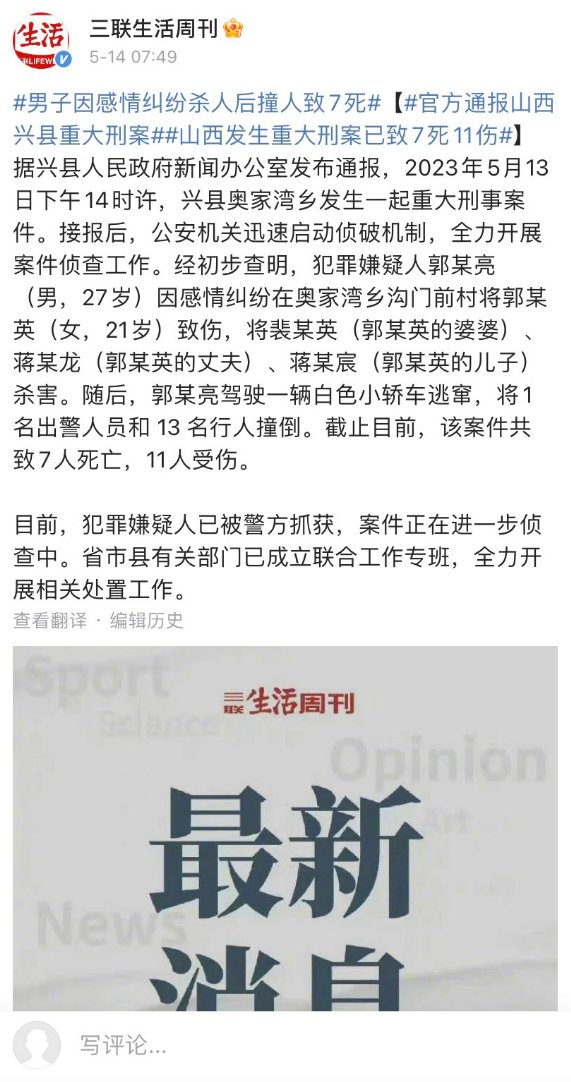 生活
LIFEW
三联生活周刊
5-14 07:49
#男子因感情纠纷杀人后撞人致7死#【#官方通报山西
兴县重大刑案##山西发生重大刑案已致7死11伤#】
据兴县人民政府新闻办公室发布通报，2023年5月13
日下午14时许，兴县奥家湾乡发生一起重大刑事案
件。接报后，公安机关迅速启动侦破机制，全力开展
案件侦查工作。经初步查明，犯罪嫌疑人郭某亮
（男，27岁）因感情纠纷在奥家湾乡沟门前村将郭某
英（女，21岁）致伤，将裴某英（郭某英的婆婆）、
蒋某龙（郭某英的丈夫）、蒋某宸（郭某英的儿子）
杀害。随后，郭某亮驾驶一辆白色小轿车逃窜，将1
名出警人员和 13 名行人撞倒。截止目前，该案件共
致7人死亡，11人受伤。
目前，犯罪嫌疑人已被警方抓获，案件正在进一步侦
查中。省市县有关部门已成立联合工作专班，全力开
展相关处置工作。
查看翻译 · 编辑历史
Sport
三联生活周刊
Science
Opinion
Art
最新
News
消息
写评论...